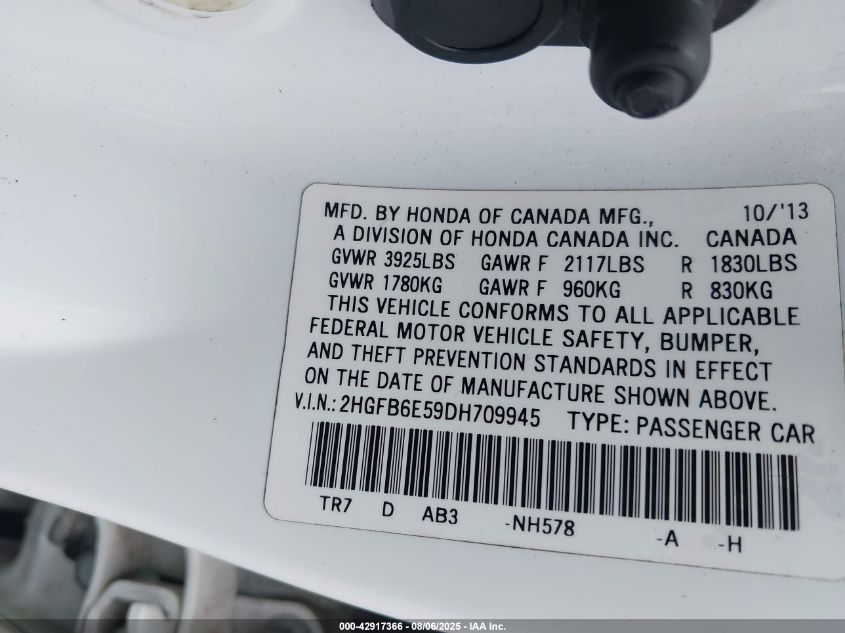 MFD. BY HONDA OF CANADA MFG., 10/'13
A DIVISION OF HONDA CANADA INC. CANADA
GVWR 3925LBS GAWR F 2117LBS R 1830LBS
GVWR 1780KG GAWR F 960KG R 830KG
THIS VEHICLE CONFORMS TO ALL APPLICABLE
FEDERAL MOTOR VEHICLE SAFETY, BUMPER,
AND THEFT PREVENTION STANDARDS IN EFFECT
ON THE DATE OF MANUFACTURE SHOWN ABOVE.
V.I.N.: 2HGFB6E59DH709945 TYPE: PASSENGER CAR
TR7 D AB3 -NH578 -A -H
000-42917366 - 08/06/2025 - IAA Inc.